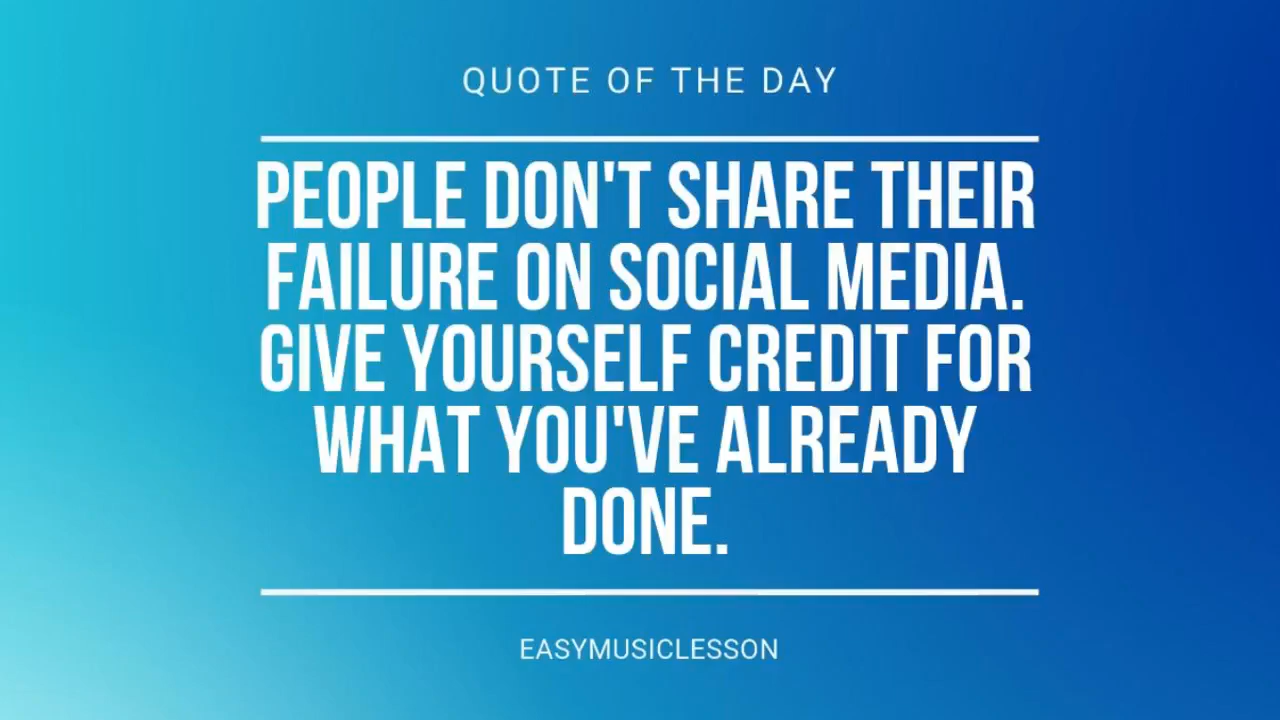 QUOTE OF THE DAY
PEOPLE DON'T SHARE THEIR
FAILURE ON SOCIAL MEDIA.
GIVE YOURSELF CREDIT FOR
WHAT YOU'VE ALREADY
DONE.
EASYMUSICLESSON